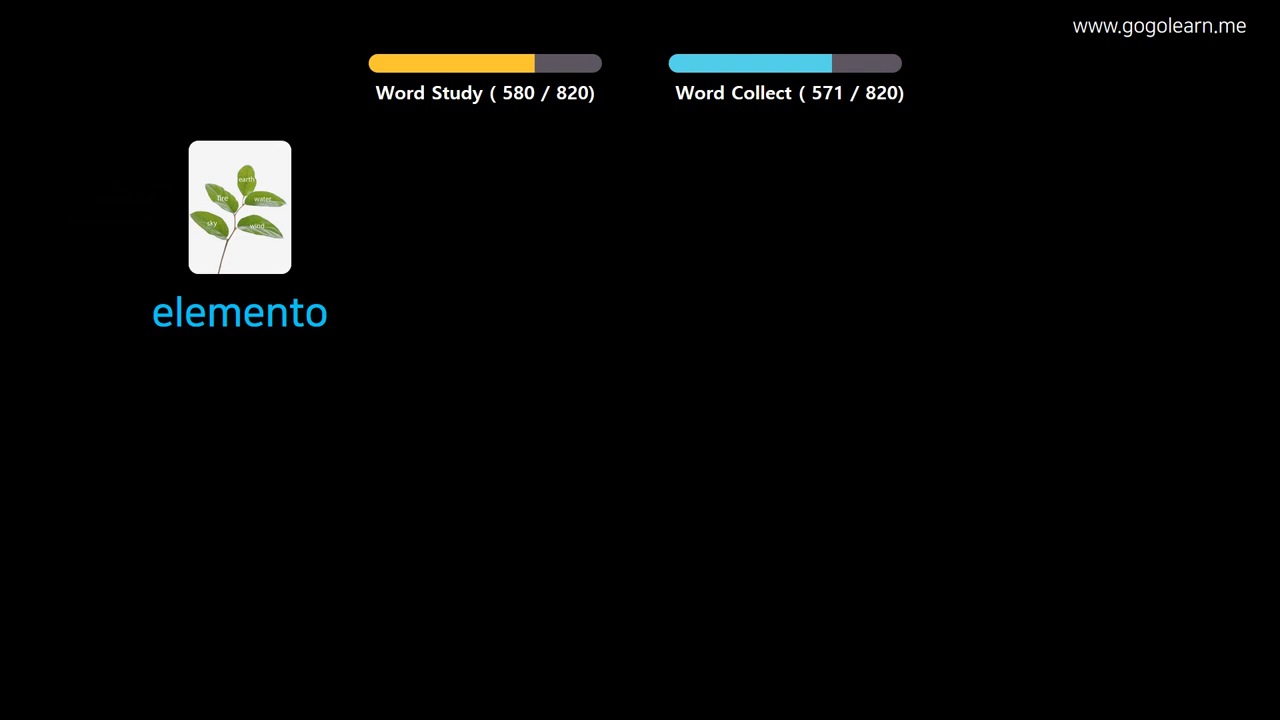 www.gogolearn.me
Word Study ( 580 / 820)
Word Collect ( 571 / 820)
earth
fire
water
sky
wind
elemento